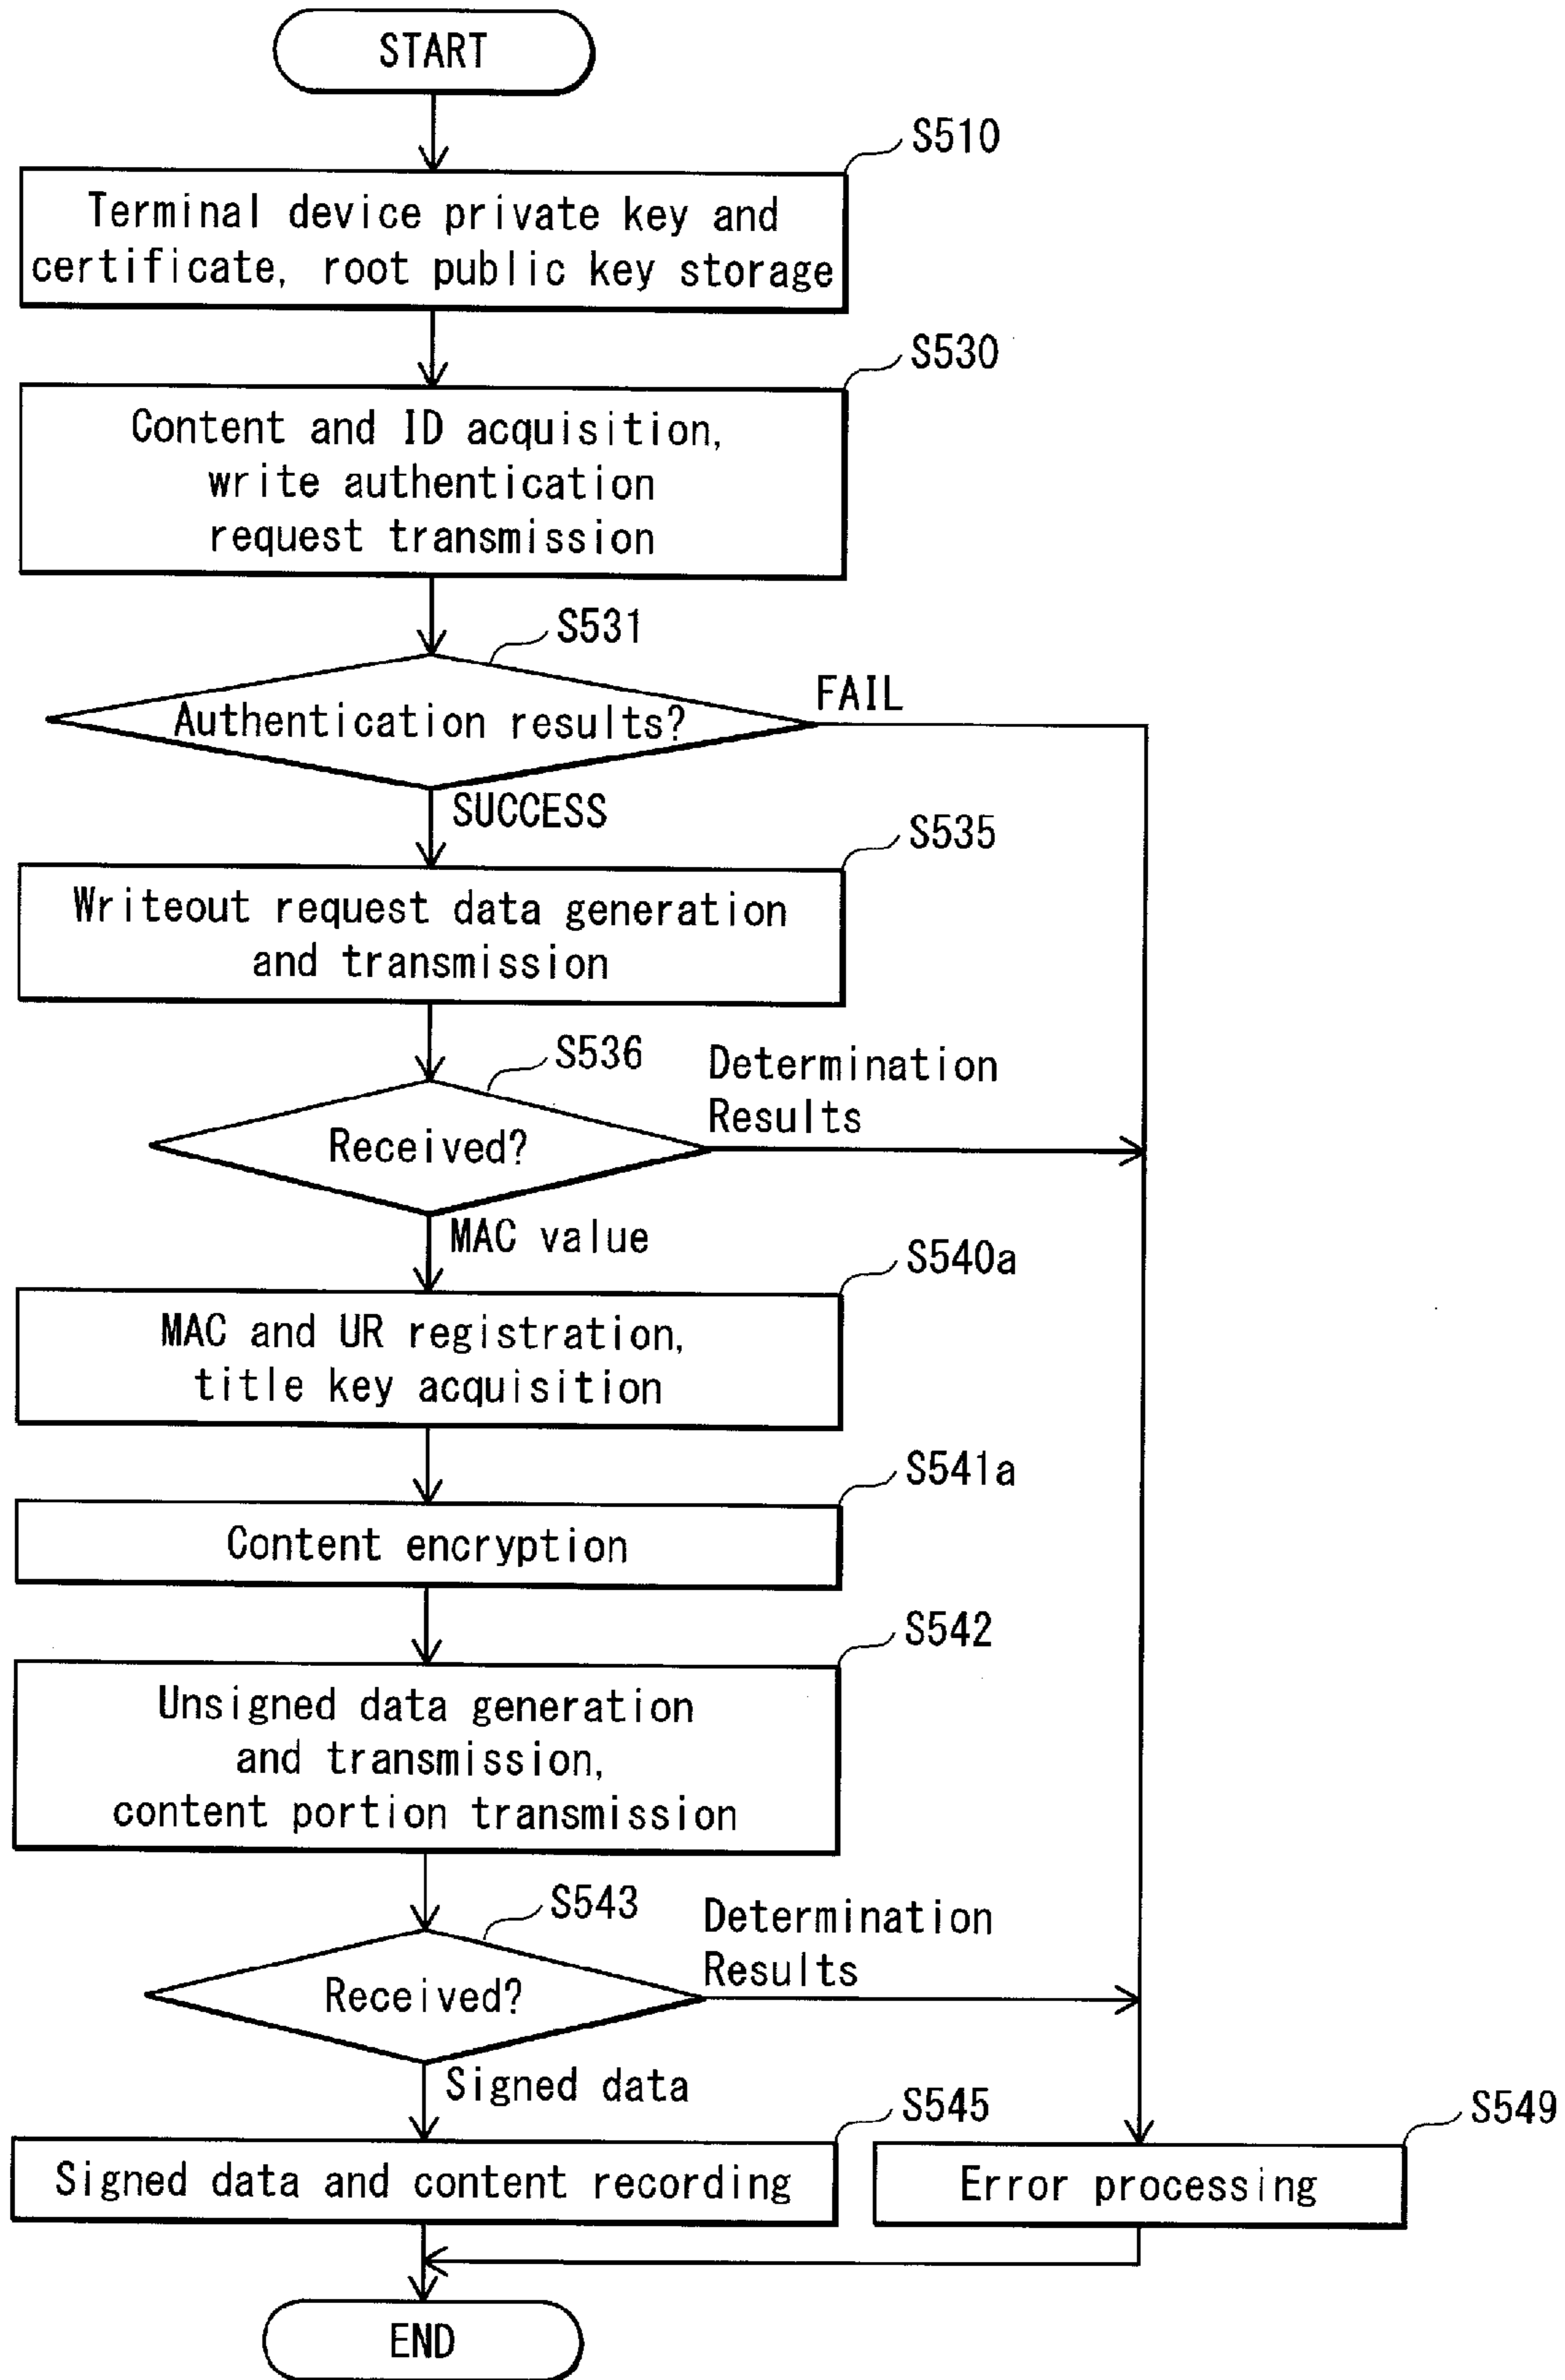 START
S510
Terminal device private key and
certificate, root public key storage
S530
Content and ID acquisition,
write authentication
request transmission
S531
Authentication results?
FAIL
SUCCESS
S535
Writeout request data generation
and transmission
S536
Determination
Results
Received?
MAC value
S540a
MAC and UR registration,
title key acquisition
S541a
Content encryption
S542
Unsigned data generation
and transmission,
content portion transmission
S543
Determination
Results
Received?
Signed data
S545
S549
Signed data and content recording
Error processing
END